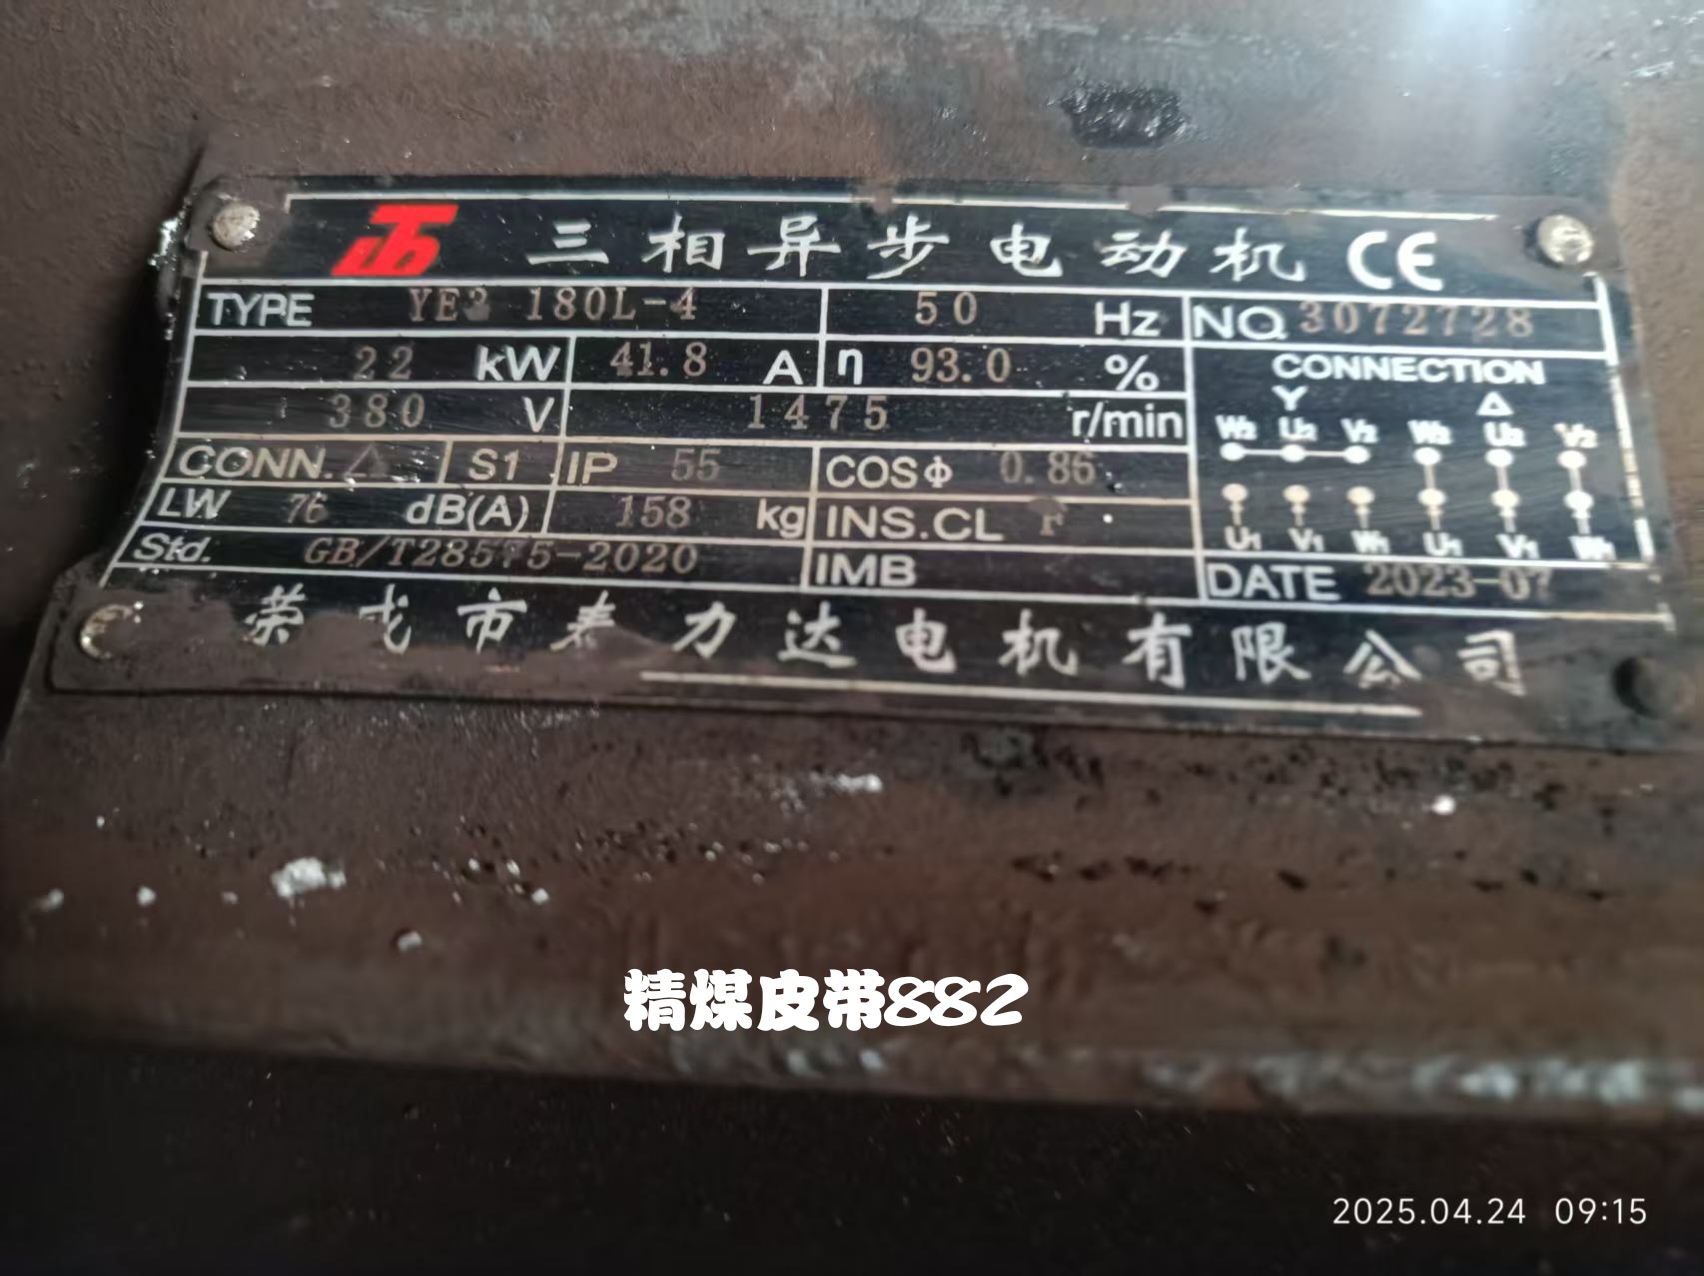 三相异步电动机 CE
TYPE YE3 180L-4 50 Hz NO 3072728
22 kW 41.8 A η 93.0 % CONNECTION
380 V 1475 r/min Y △
W2 U2 V2 W2 U2 V2
CONN. △ S1 IP 55 COSΦ 0.86
LW 76 dB(A) 158 kg INS.CL F
U1 V1 W1 U1 V1 W1
Std. GB/T28575-2020 IMB DATE 2023-07
荣成市泰力达电机有限公司
精煤皮带882
2025.04.24 09:15